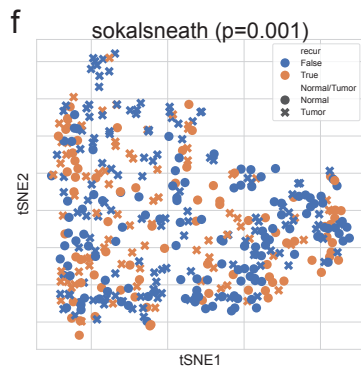 f
sokalsneath (p=0.001)
recur
False
True
Normal/Tumor
Normal
Tumor
tSNE2
tSNE1